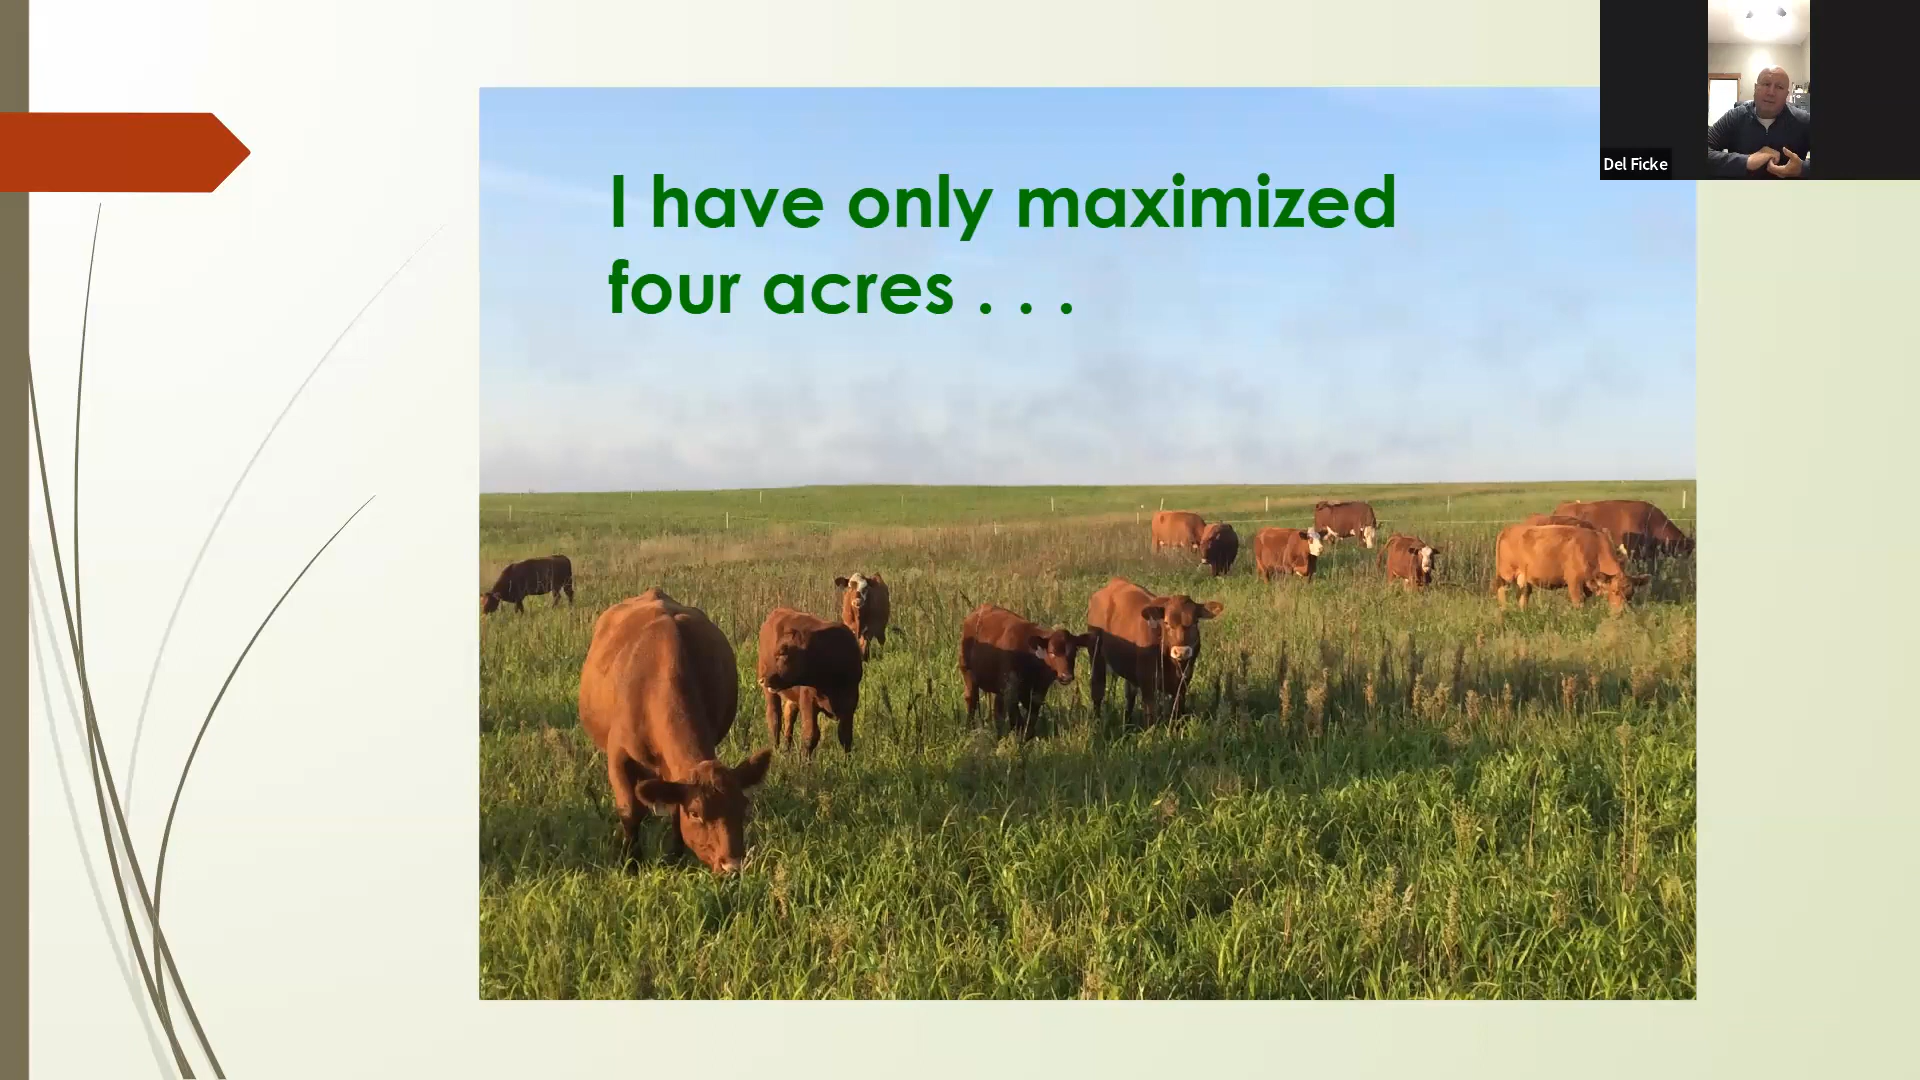 I have only maximized
four acres . . .
Del Ficke